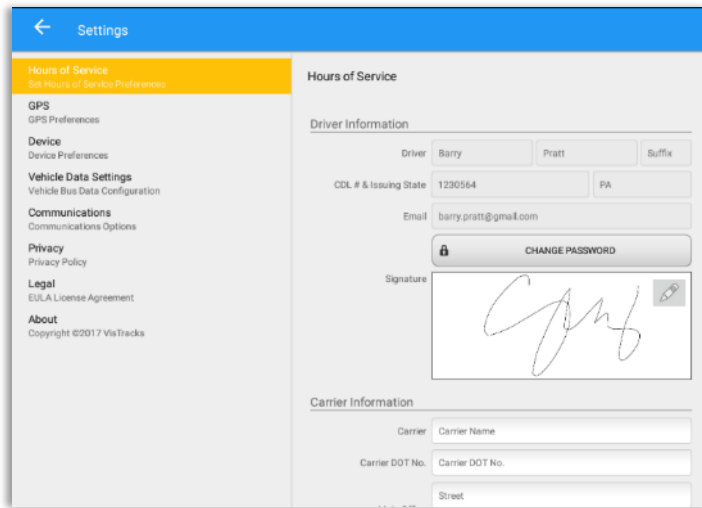 Settings
Hours of Service
Set Hours of Service Preferences
GPS
GPS Preferences
Device
Device Preferences
Vehicle Data Settings
Vehicle Bus Data Configuration
Communications
Communications Options
Privacy
Privacy Policy
Legal
EULA License Agreement
About
Copyright ©2017 VisTracks
Hours of Service
Driver Information
Driver Barry Pratt Suffix
CDL # & Issuing State 1230564 PA
Email barry.pratt@gmail.com
CHANGE PASSWORD
Signature
Carrier Information
Carrier Carrier Name
Carrier DOT No. Carrier DOT No.
Street